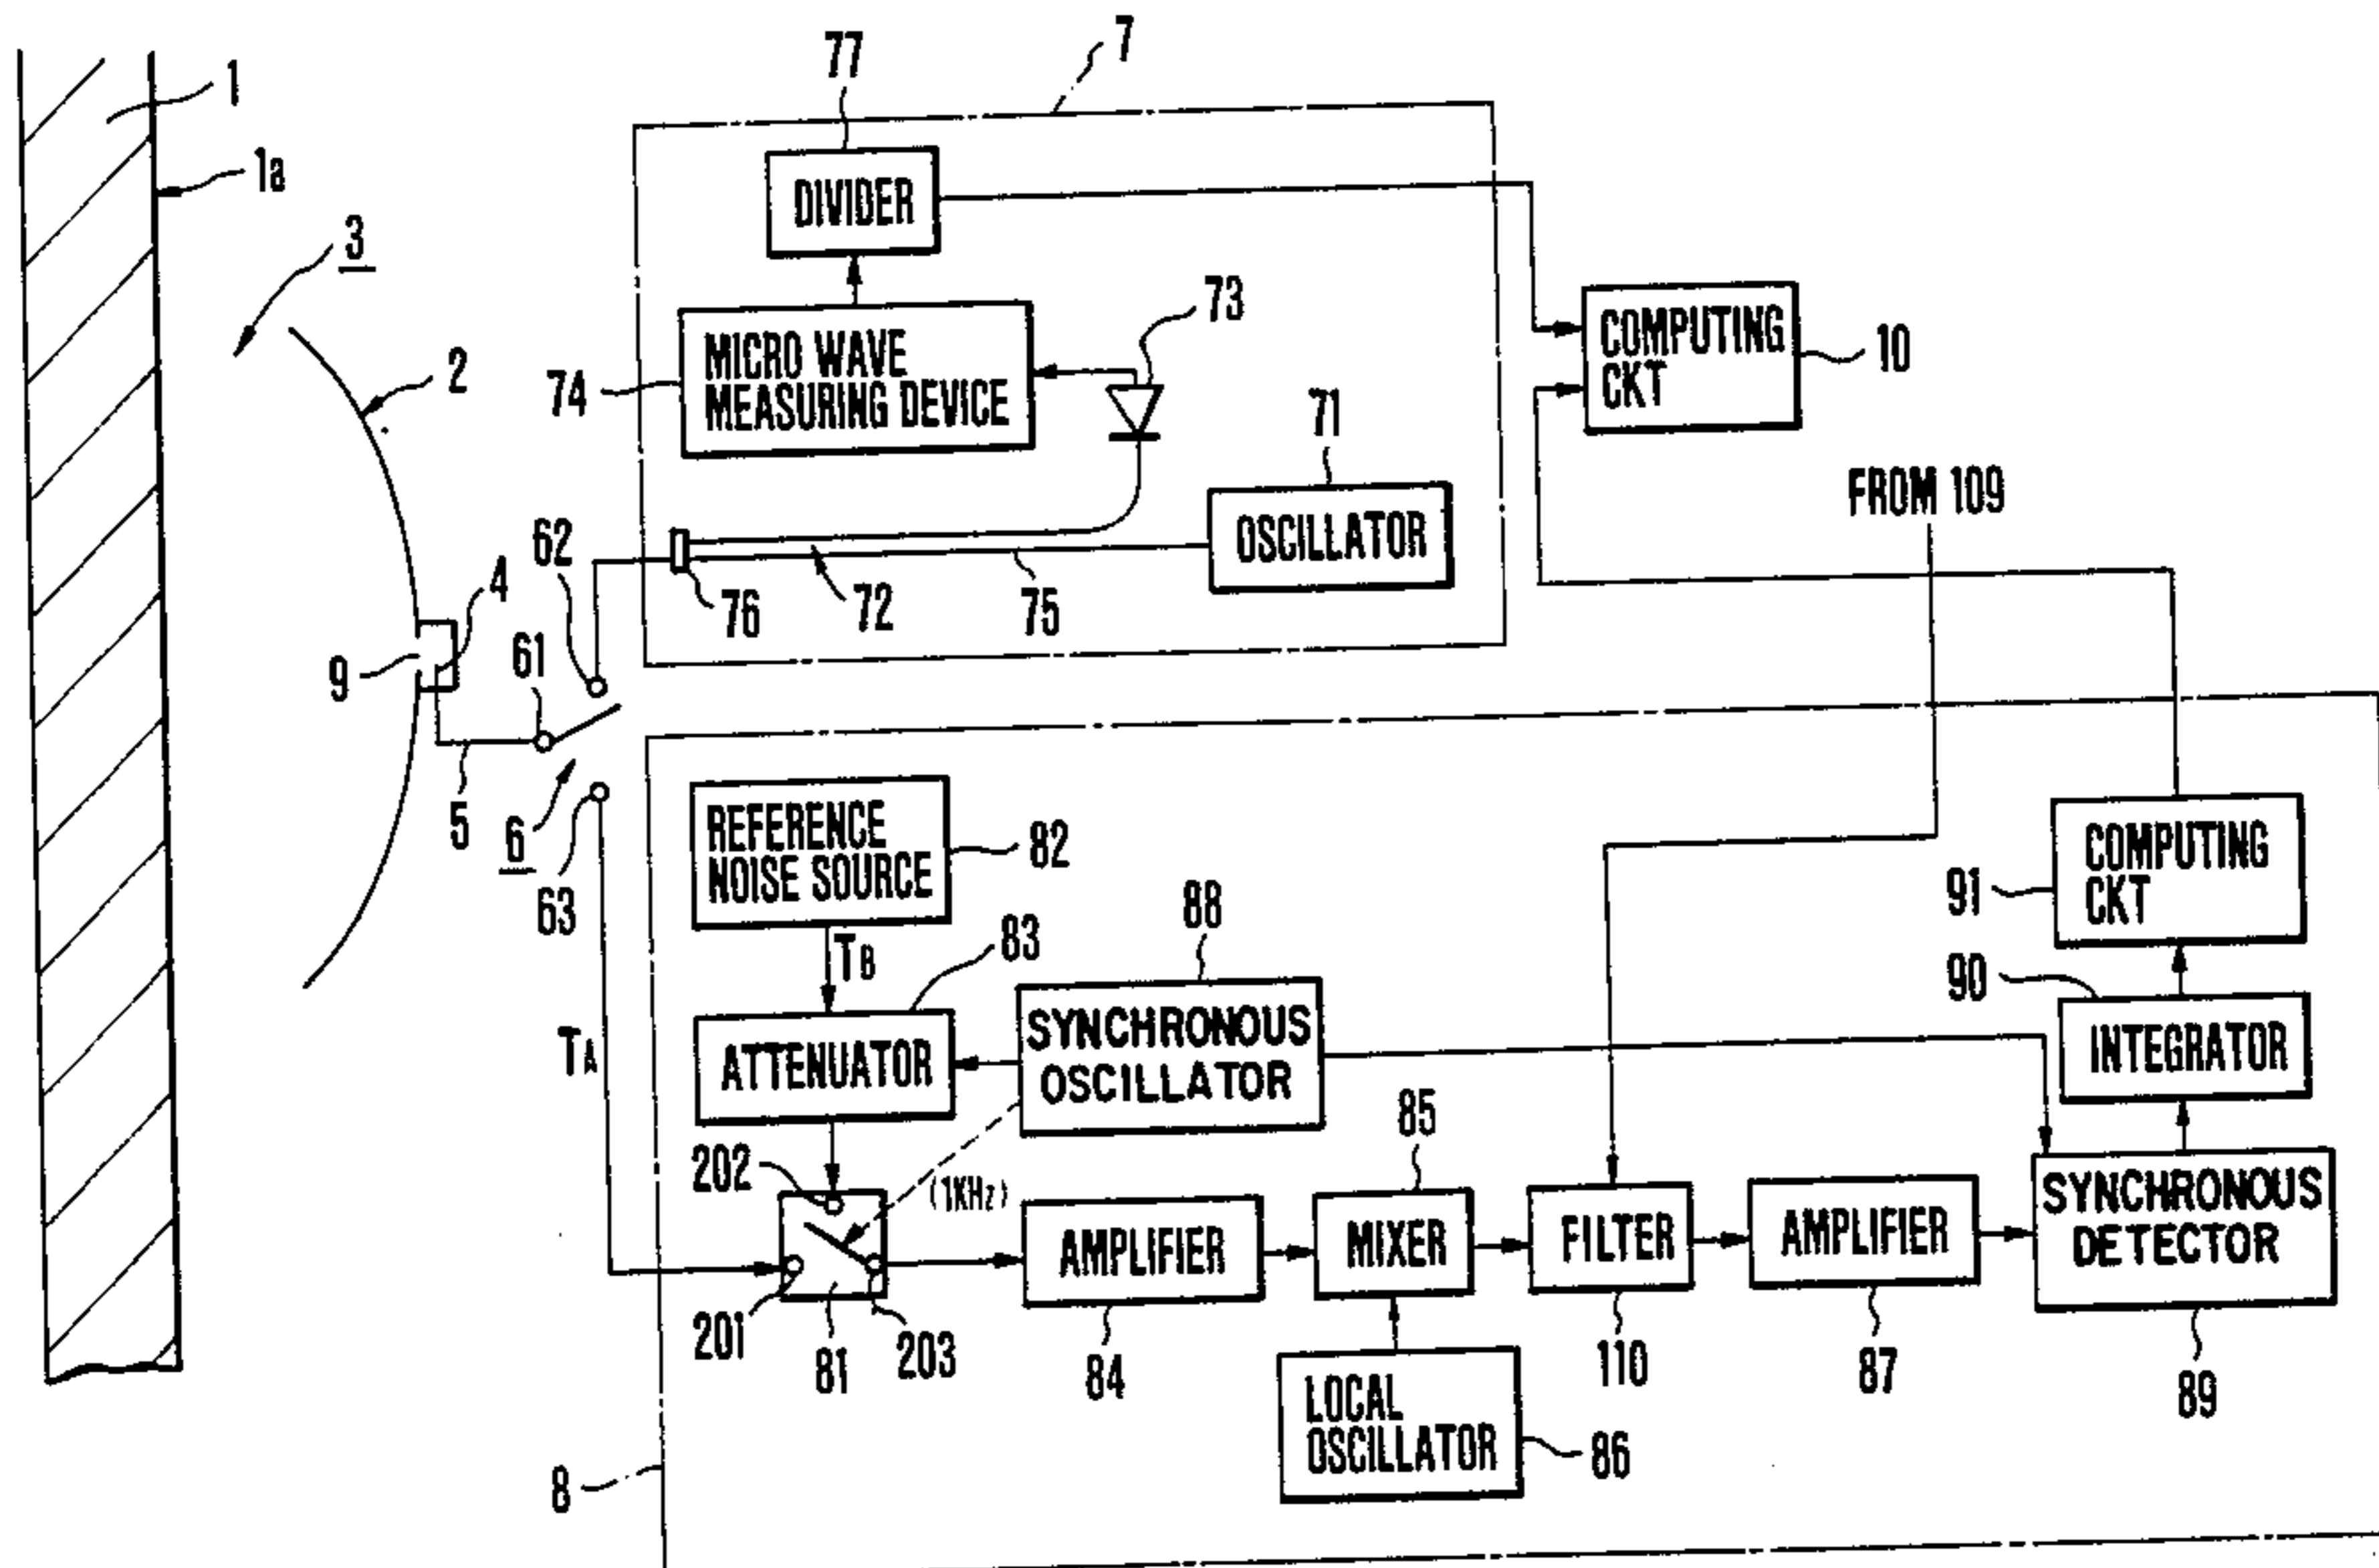 7
77
1
1a
DIVIDER
3
73
MICRO WAVE
MEASURING DEVICE
74
COMPUTING
CKT
10
2
71
OSCILLATOR
FROM 109
62
4
76
72
75
61
9
5
6
63
REFERENCE
NOISE SOURCE
82
COMPUTING
CKT
91
TB
83
88
90
TA
ATTENUATOR
SYNCHRONOUS
OSCILLATOR
INTEGRATOR
85
202
(1KHz)
AMPLIFIER
MIXER
FILTER
AMPLIFIER
SYNCHRONOUS
DETECTOR
201
81
203
84
110
87
89
LOCAL
OSCILLATOR
86
8